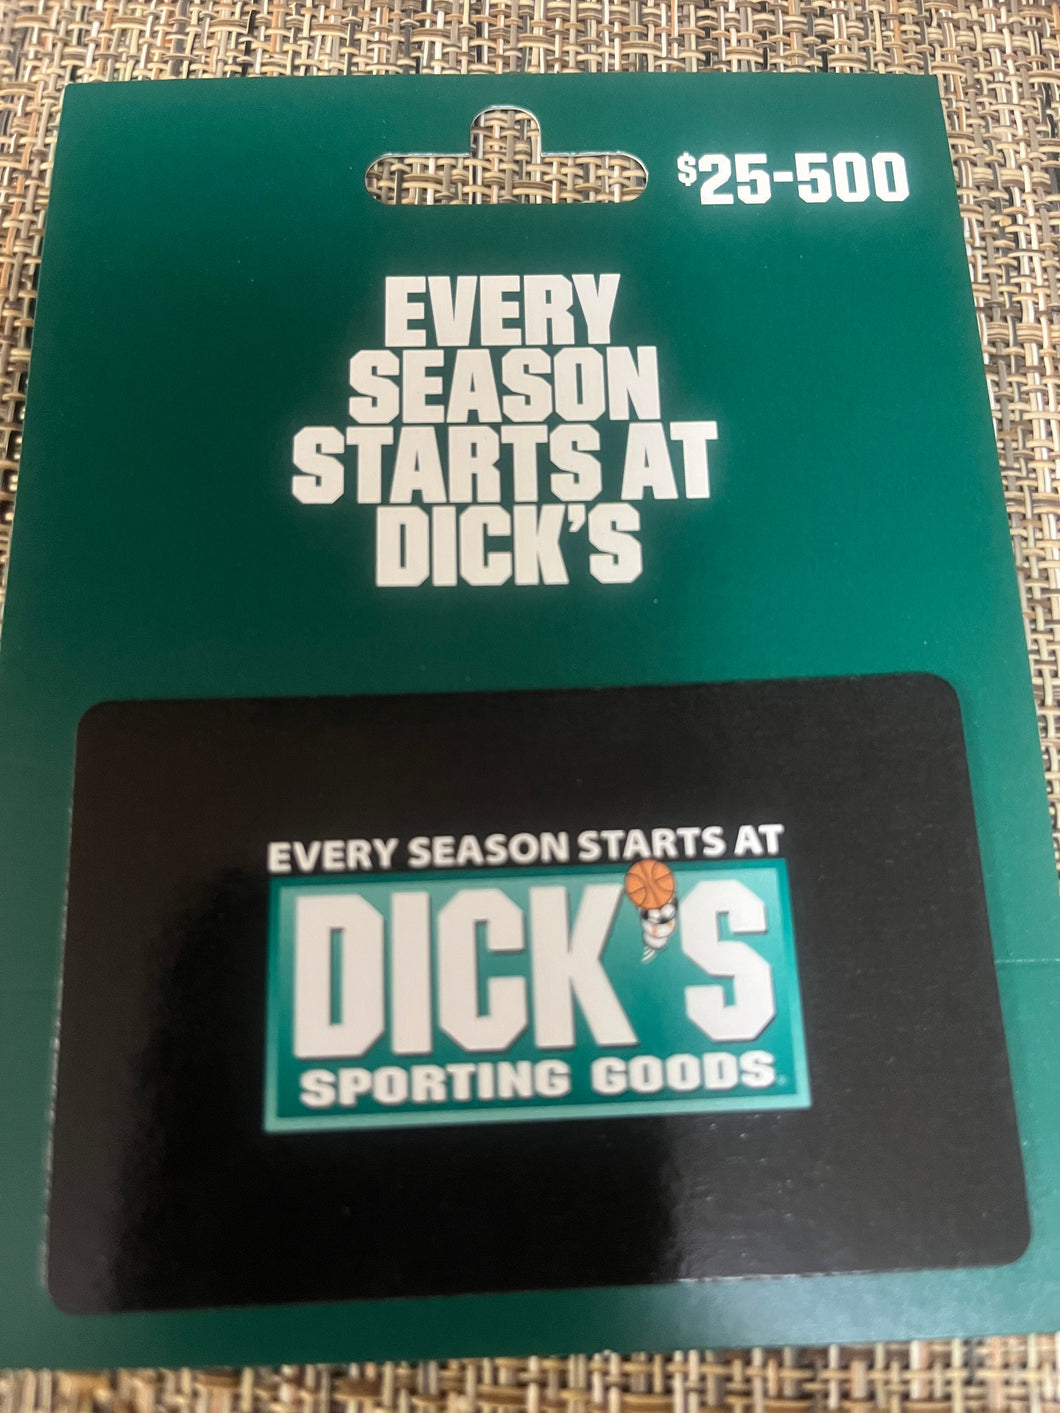 $25-500
EVERY
SEASON
STARTS AT
DICK'S
EVERY SEASON STARTS AT
DICK'S
SPORTING GOODS